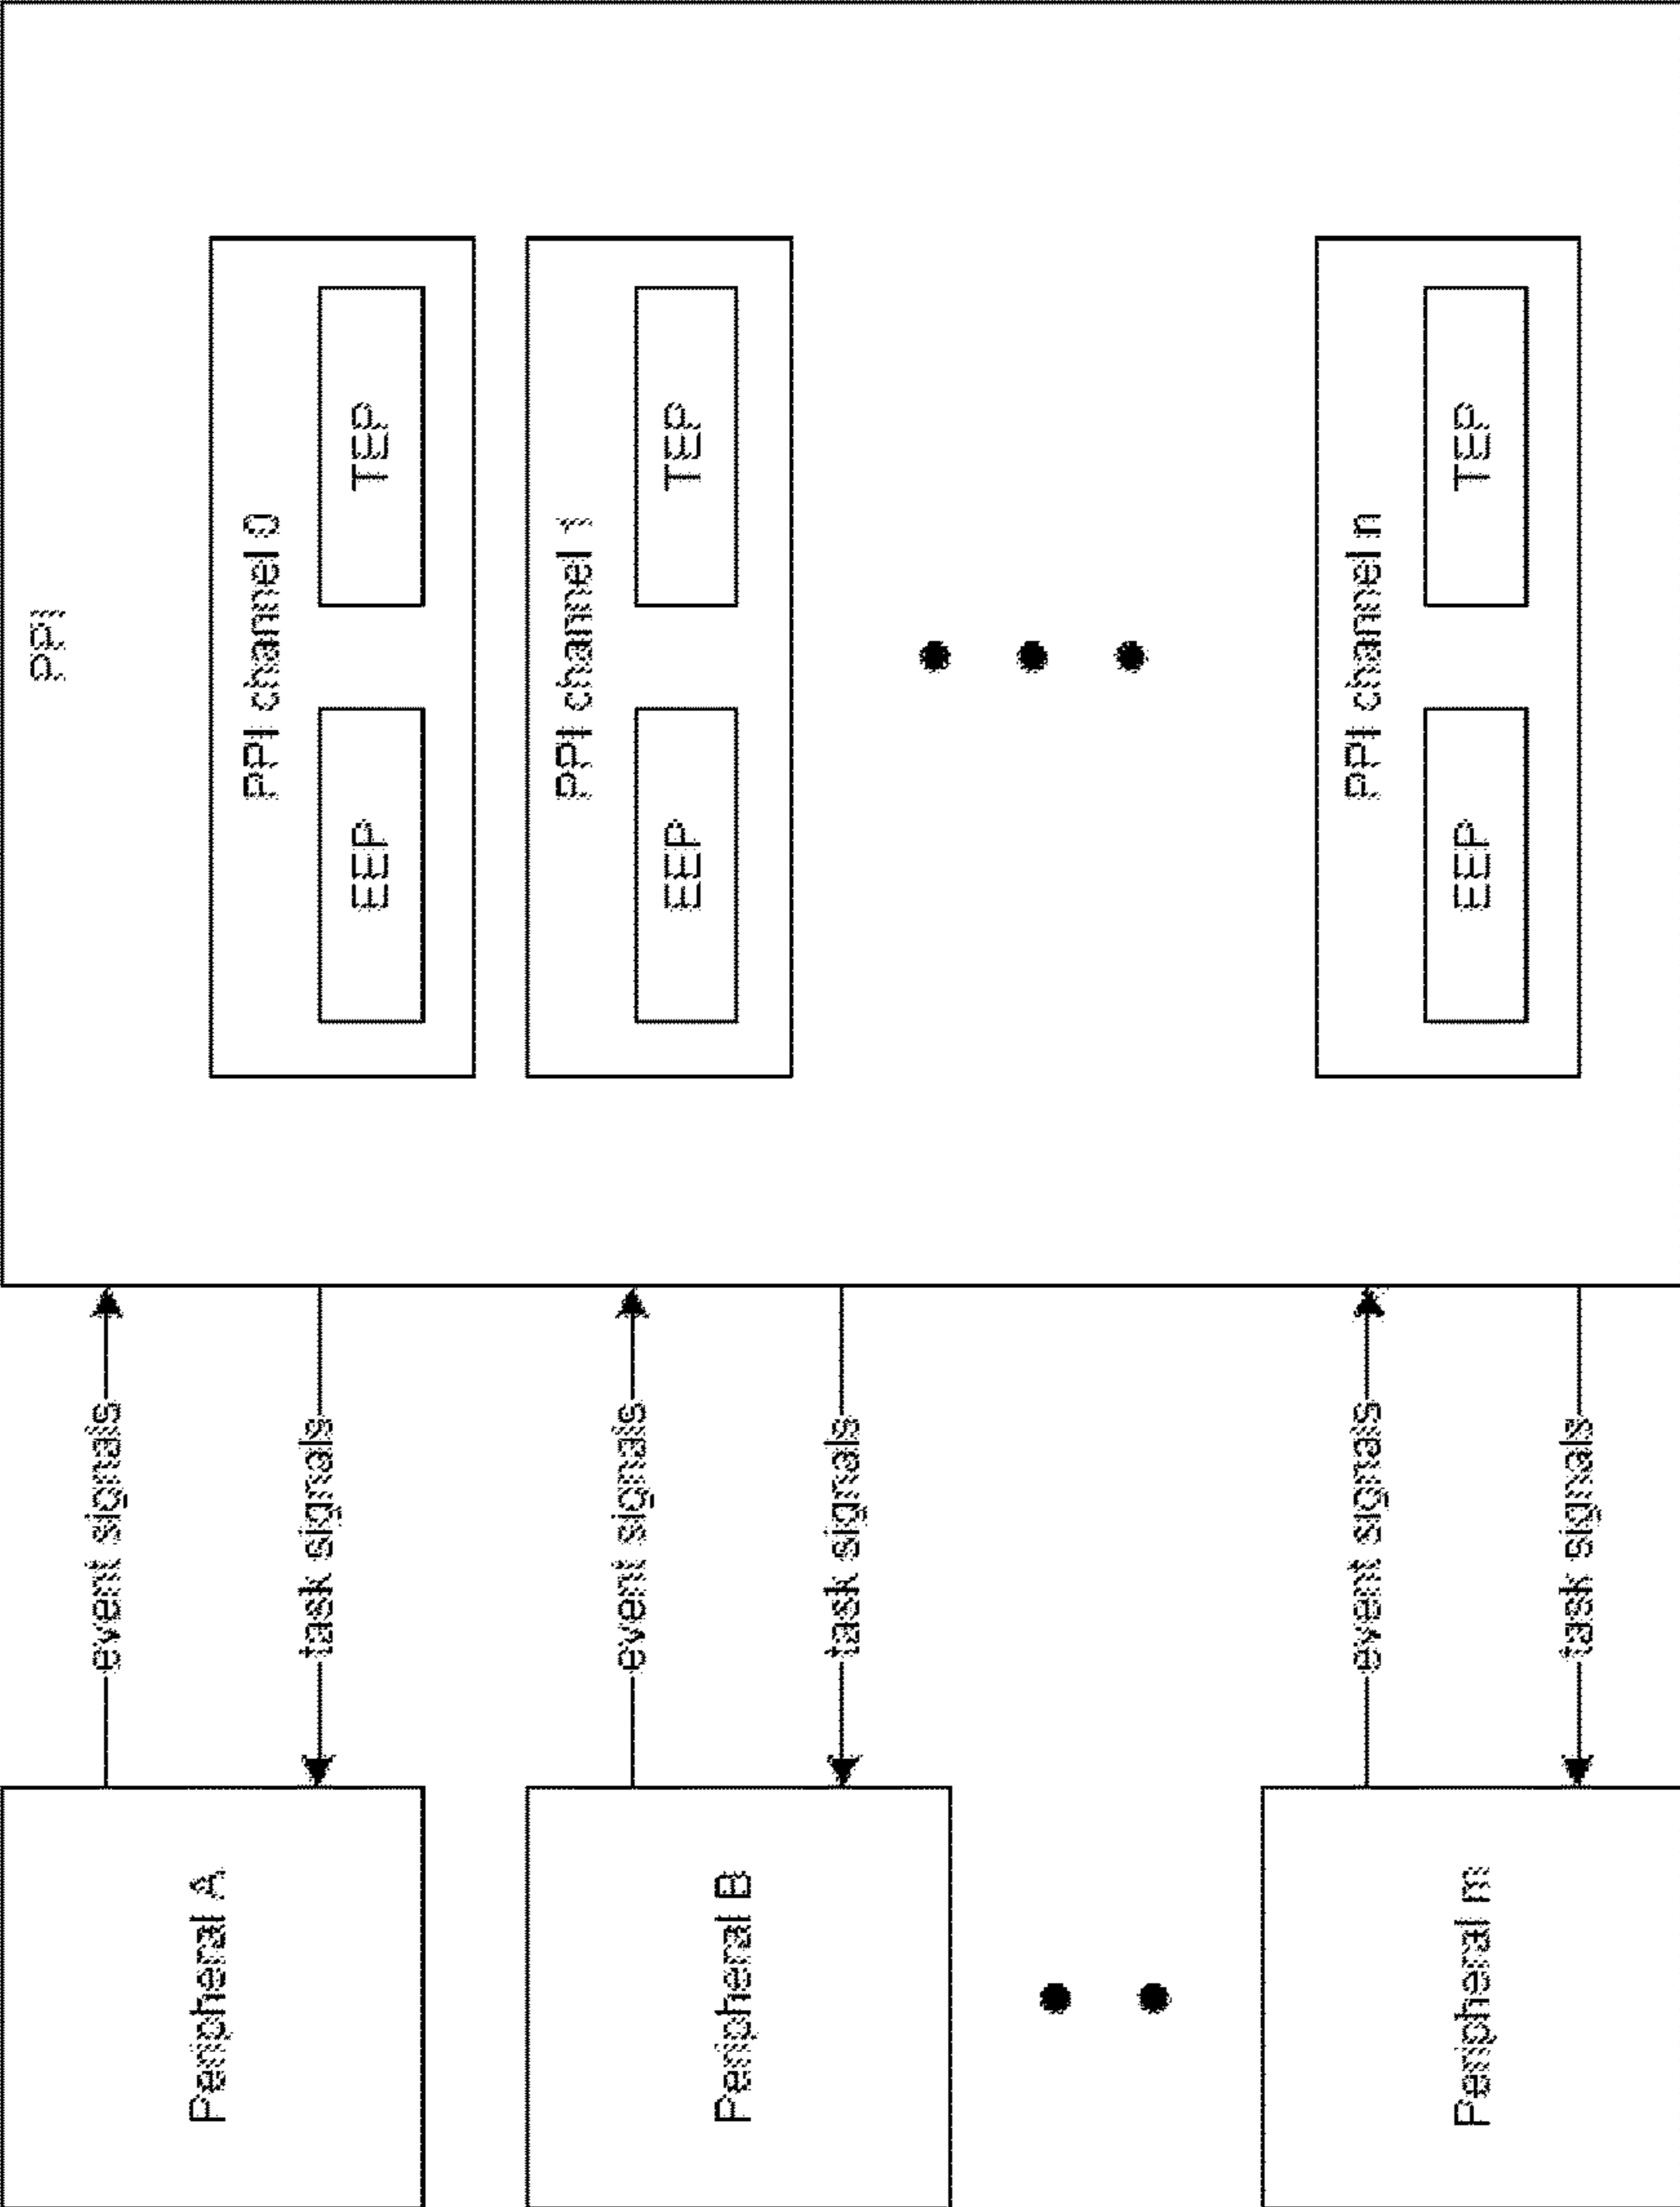 PPI
Peripheral A
event signals
task signals
PPI channel 0
EEP
TEP
Peripheral B
event signals
task signals
PPI channel 1
EEP
TEP
Peripheral m
event signals
task signals
PPI channel n
EEP
TEP